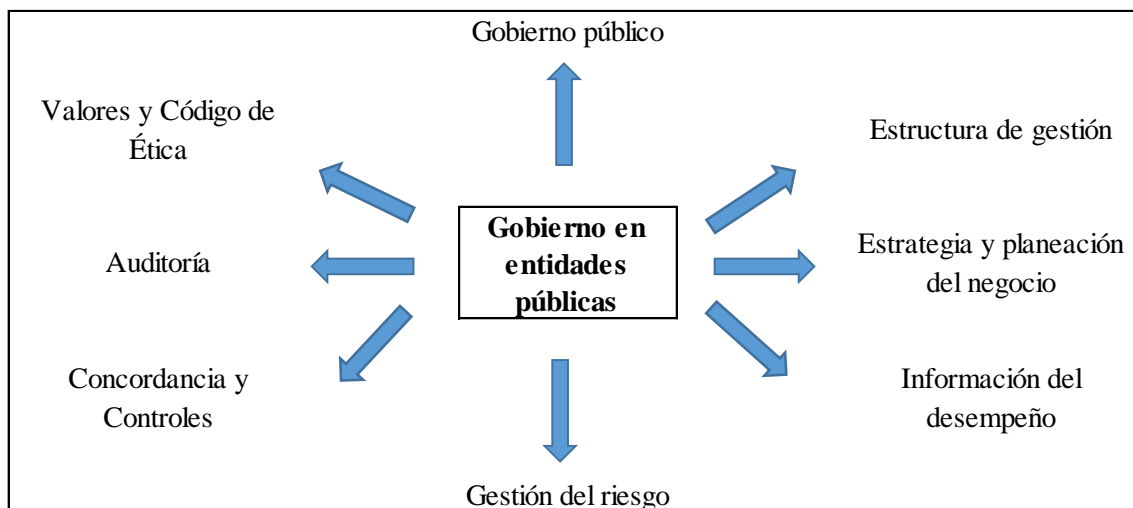 Gobierno público
Valores y Código de
Ética
Estructura de gestión
Gobierno en
entidades
públicas
Auditoría
Estrategia y planeación
del negocio
Concordancia y
Controles
Información del
desempeño
Gestión del riesgo